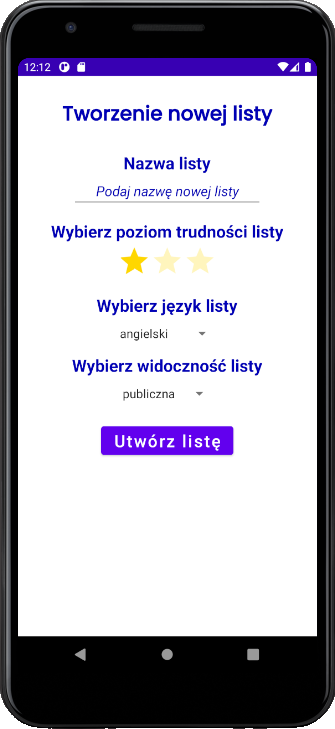 12:12
Tworzenie nowej listy
Nazwa listy
Podaj nazwę nowej listy
Wybierz poziom trudności listy
Wybierz język listy
angielski
Wybierz widoczność listy
publiczna
Utwórz listę